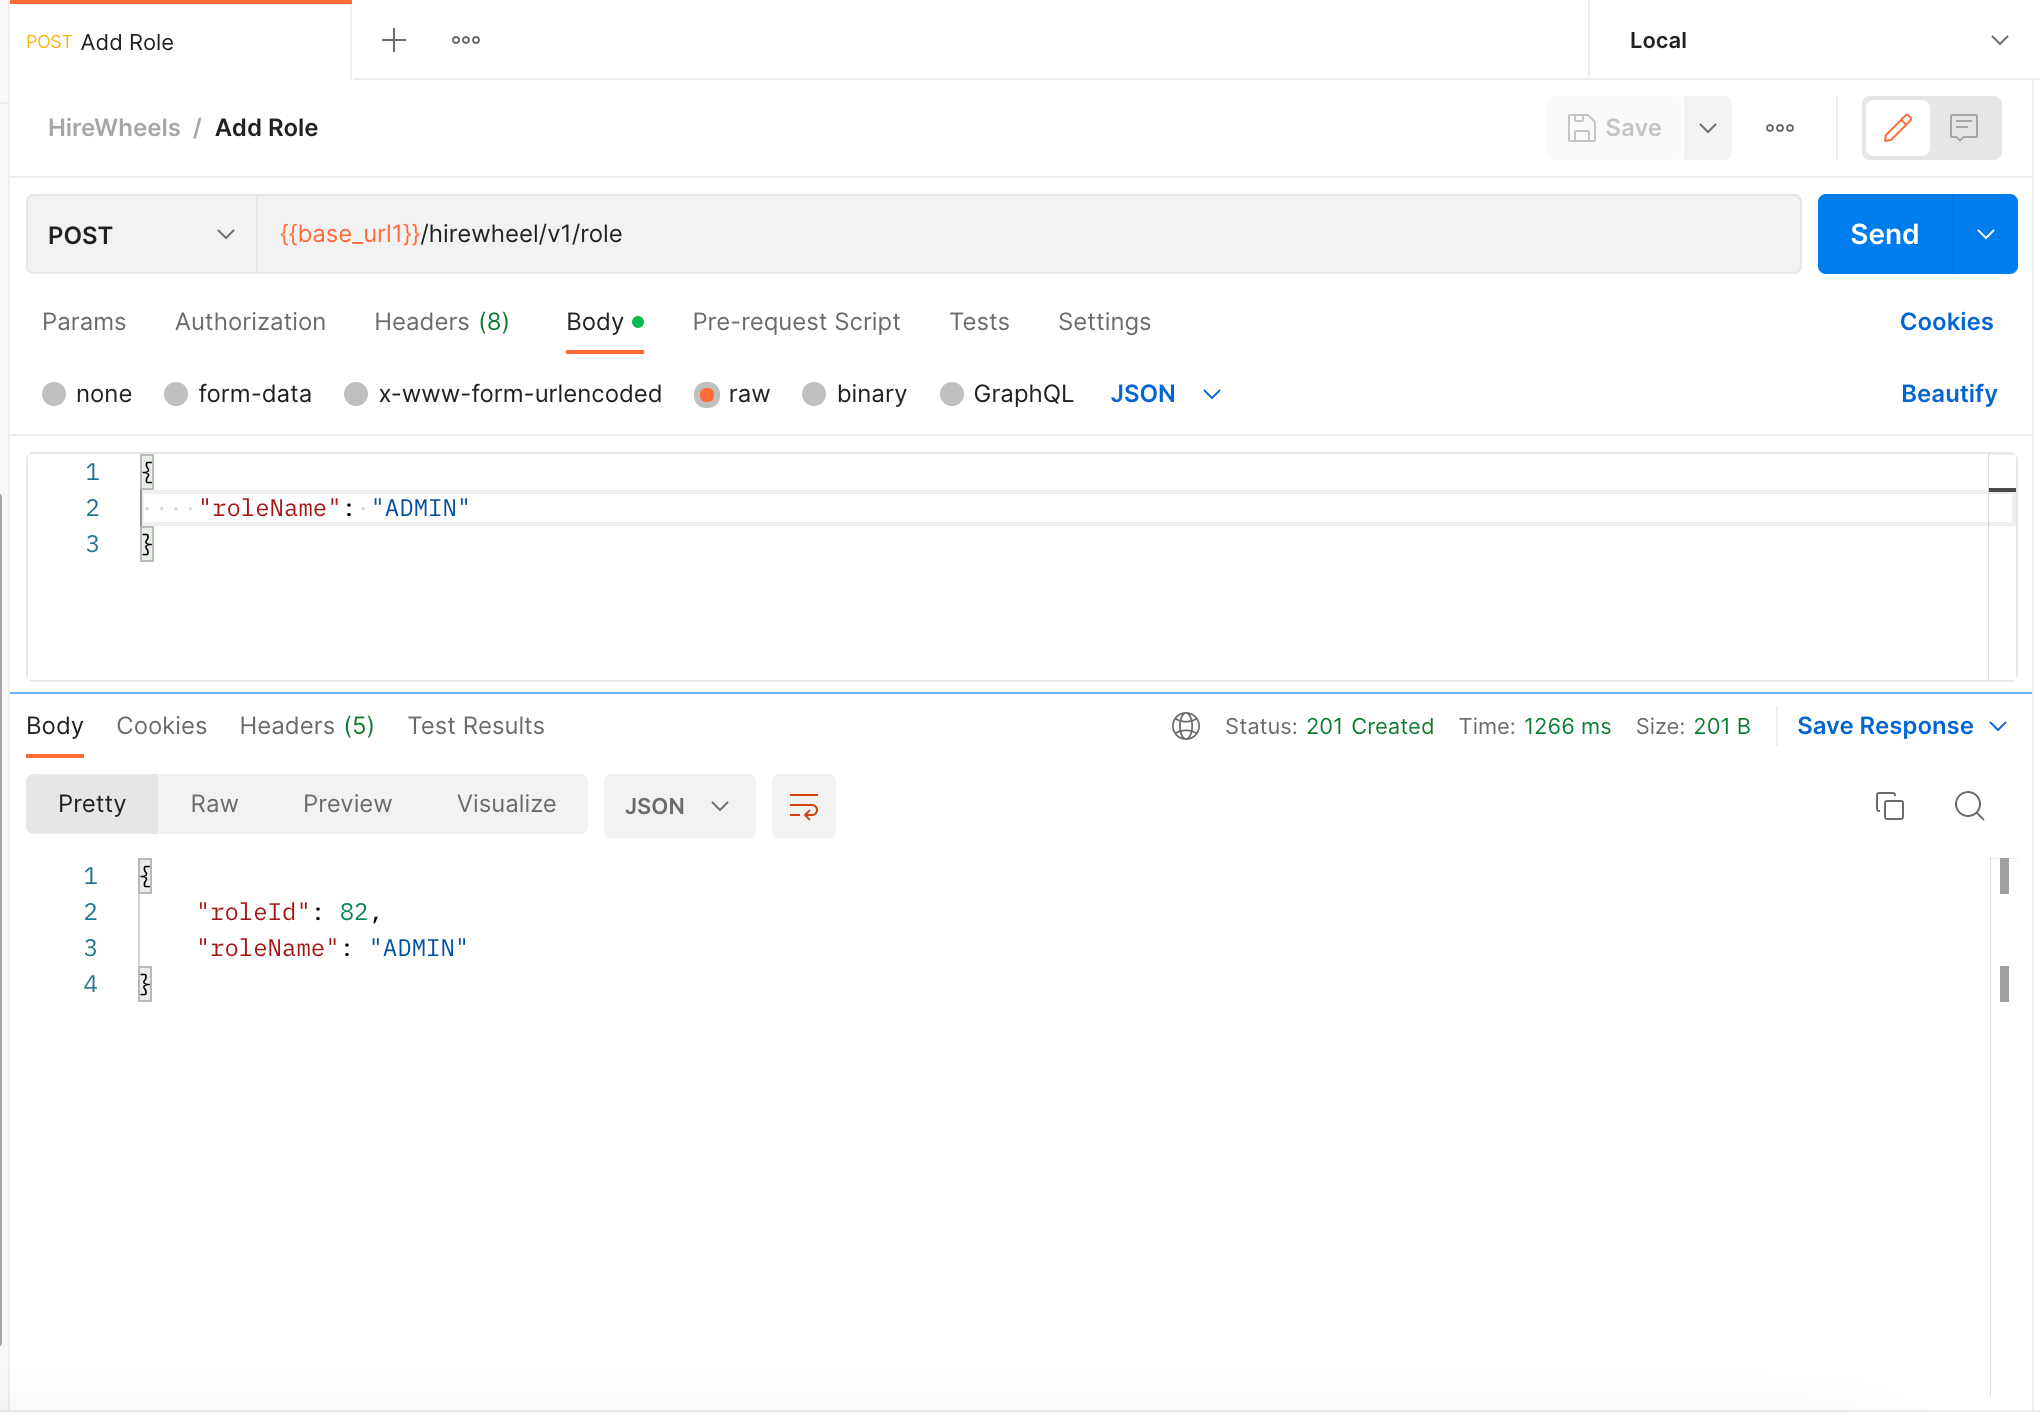 POST Add Role
Local
HireWheels / Add Role
Save
POST
{{base_url1}}/hirewheel/v1/role
Send
Params Authorization Headers (8) Body Pre-request Script Tests Settings Cookies
none form-data x-www-form-urlencoded raw binary GraphQL JSON Beautify
1 {
2 "roleName": "ADMIN"
3 }
Body Cookies Headers (5) Test Results Status: 201 Created Time: 1266 ms Size: 201 B Save Response
Pretty Raw Preview Visualize JSON
1 {
2 "roleId": 82,
3 "roleName": "ADMIN"
4 }